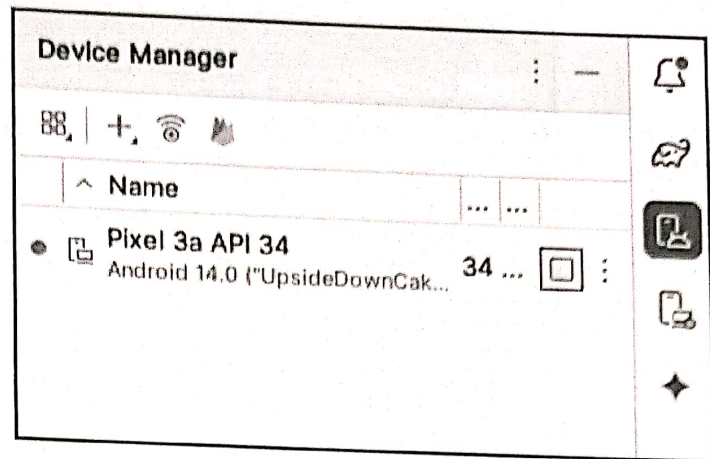 Device Manager
Name
... ...
Pixel 3a API 34
Android 14.0 ("UpsideDownCak...
34 ...